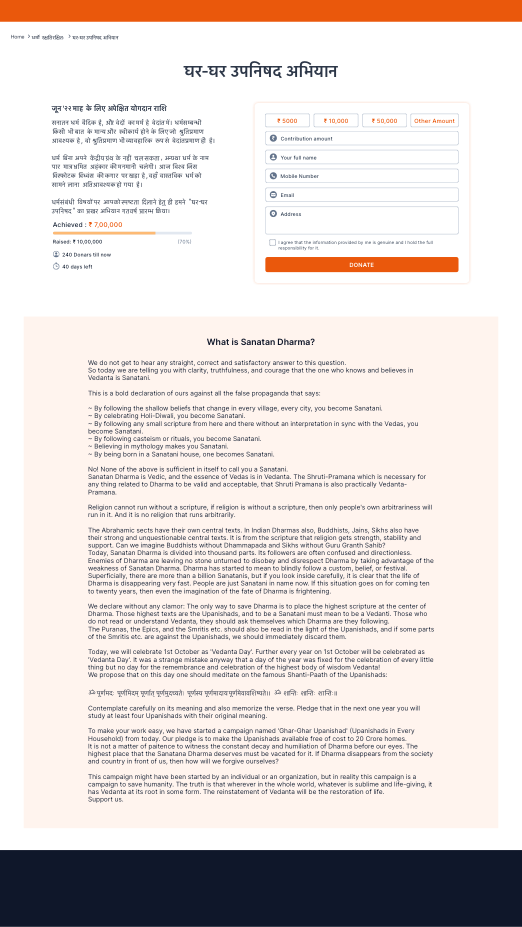 Home > धर्मो रक्षति रक्षितः > घर-घर उपनिषद अभियान
घर-घर उपनिषद अभियान
जून '२२ माह के लिए अपेक्षित योगदान राशि
सनातन धर्म वैदिक है, और वेदों का मर्म है वेदांत में। धर्मसम्बन्धी
किसी भी बात के मान्य और स्वीकार्य होने के लिए जो श्रुतिप्रमाण
आवश्यक है, वो श्रुतिप्रमाण भी व्यावहारिक रूप से वेदांतप्रमाण ही है।
धर्म बिना अपने केंद्रीय ग्रंथ के नहीं चल सकता, अन्यथा धर्म के नाम
पर मात्र भ्रमित अहंकार की मनमानी चलेगी। आज विश्व जिस
विस्फोटक विध्वंस की कगार पर खड़ा है, वहाँ वास्तविक धर्म को
सामने लाना अतिआवश्यक हो गया है।
धर्मसंबंधी विषयों पर आपको स्पष्टता दिलाने हेतु ही हमने "घर-घर
उपनिषद" का प्रखर अभियान गतवर्ष प्रारम्भ किया।
Achieved : ₹ 7,00,000
Raised: ₹ 10,00,000 (70%)
240 Donars till now
40 days left
₹ 5000 ₹ 10,000 ₹ 50,000 Other Amount
Contribution amount
Your full name
Mobile Number
Email
Address
I agree that the information provided by me is genuine and I hold the full
responsibility for it.
DONATE
What is Sanatan Dharma?
We do not get to hear any straight, correct and satisfactory answer to this question.
So today we are telling you with clarity, truthfulness, and courage that the one who knows and believes in
Vedanta is Sanatani.
This is a bold declaration of ours against all the false propaganda that says:
~ By following the shallow beliefs that change in every village, every city, you become Sanatani.
~ By celebrating Holi-Diwali, you become Sanatani.
~ By following any small scripture from here and there without an interpretation in sync with the Vedas, you
become Sanatani.
~ By following casteism or rituals, you become Sanatani.
~ Believing in mythology makes you Sanatani.
~ By being born in a Sanatani house, one becomes Sanatani.
No! None of the above is sufficient in itself to call you a Sanatani.
Sanatan Dharma is Vedic, and the essence of Vedas is in Vedanta. The Shruti-Pramana which is necessary for
any thing related to Dharma to be valid and acceptable, that Shruti Pramana is also practically Vedanta-
Pramana.
Religion cannot run without a scripture, if religion is without a scripture, then only people's own arbitrariness will
run in it. And it is no religion that runs arbitrarily.
The Abrahamic sects have their own central texts. In Indian Dharmas also, Buddhists, Jains, Sikhs also have
their strong and unquestionable central texts. It is from the scripture that religion gets strength, stability and
support. Can we imagine Buddhists without Dhammapada and Sikhs without Guru Granth Sahib?
Today, Sanatan Dharma is divided into thousand parts. Its followers are often confused and directionless.
Enemies of Dharma are leaving no stone unturned to disobey and disrespect Dharma by taking advantage of the
weakness of Sanatan Dharma. Dharma has started to mean to blindly follow a custom, belief, or festival.
Superficially, there are more than a billion Sanatanis, but if you look inside carefully, it is clear that the life of
Dharma is disappearing very fast. People are just Sanatani in name now. If this situation goes on for coming ten
to twenty years, then even the imagination of the fate of Dharma is frightening.
We declare without any clamor: The only way to save Dharma is to place the highest scripture at the center of
Dharma. Those highest texts are the Upanishads, and to be a Sanatani must mean to be a Vedanti. Those who
do not read or understand Vedanta, they should ask themselves which Dharma are they following.
The Puranas, the Epics, and the Smritis etc. should also be read in the light of the Upanishads, and if some parts
of the Smritis etc. are against the Upanishads, we should immediately discard them.
Today, we will celebrate 1st October as 'Vedanta Day'. Further every year on 1st October will be celebrated as
'Vedanta Day'. It was a strange mistake anyway that a day of the year was fixed for the celebration of every little
thing but no day for the remembrance and celebration of the highest body of wisdom Vedanta!
We propose that on this day one should meditate on the famous Shanti-Paath of the Upanishads:
ॐ पूर्णमदः पूर्णमिदम् पूर्णात् पूर्णमुदच्यते। पूर्णस्य पूर्णमादाय पूर्णमेवावशिष्यते।। ॐ शान्तिः शान्तिः शान्तिः॥
Contemplate carefully on its meaning and also memorize the verse. Pledge that in the next one year you will
study at least four Upanishads with their original meaning.
To make your work easy, we have started a campaign named 'Ghar-Ghar Upanishad' (Upanishads in Every
Household) from today. Our pledge is to make the Upanishads available free of cost to 20 Crore homes.
It is not a matter of paitence to witness the constant decay and humiliation of Dharma before our eyes. The
highest place that the Sanatana Dharma deserves must be vacated for it. If Dharma disappears from the society
and country in front of us, then how will we forgive ourselves?
This campaign might have been started by an individual or an organization, but in reality this campaign is a
campaign to save humanity. The truth is that wherever in the whole world, whatever is sublime and life-giving, it
has Vedanta at its root in some form. The reinstatement of Vedanta will be the restoration of life.
Support us.